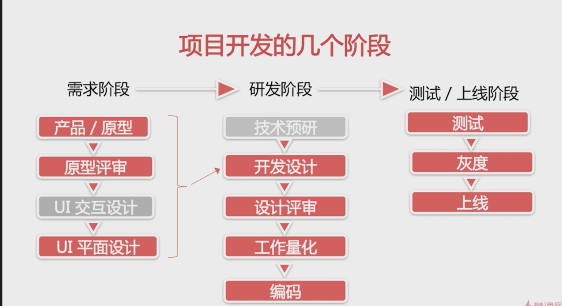 项目开发的几个阶段
需求阶段
研发阶段
测试 / 上线阶段
产品 / 原型
原型评审
UI 交互设计
UI 平面设计
技术预研
开发设计
设计评审
工作量化
编码
测试
灰度
上线